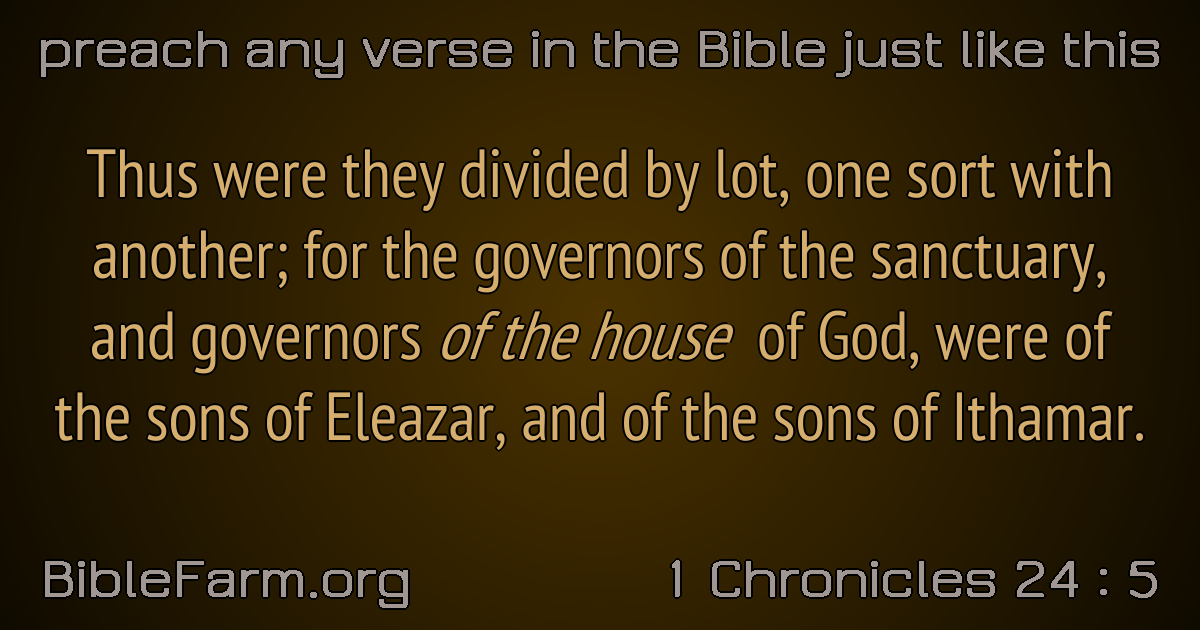 preach any verse in the Bible just like this
Thus were they divided by lot, one sort with
another; for the governors of the sanctuary,
and governors of the house of God, were of
the sons of Eleazar, and of the sons of Ithamar.
BibleFarm.org 1 Chronicles 24 : 5